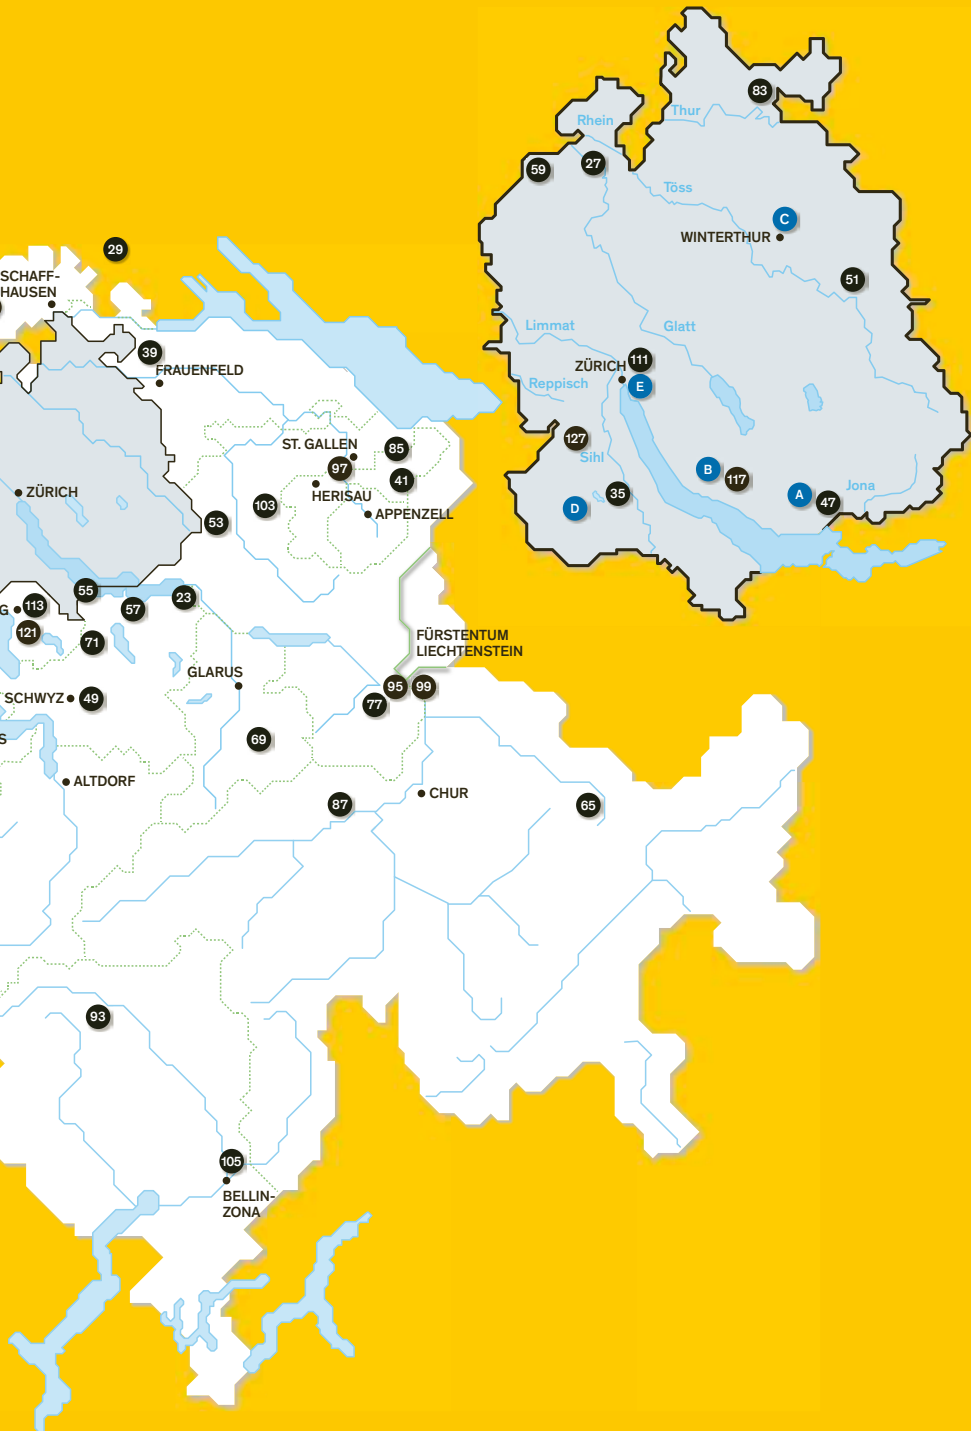 29
SCHAFF-
HAUSEN
39
FRAUENFELD
ST. GALLEN
85
97
41
HERISAU
ZÜRICH
103
APPENZELL
53
55
G
113
57
23
121
71
FÜRSTENTUM
LIECHTENSTEIN
GLARUS
SCHWYZ
49
95
99
77
S
69
ALTDORF
CHUR
87
65
93
105
BELLIN-
ZONA
83
Thur
Rhein
59
27
Töss
C
WINTERTHUR
51
Limmat
Glatt
ZÜRICH
111
E
Reppisch
127
Sihl
B
117
35
A
47
Jona
D